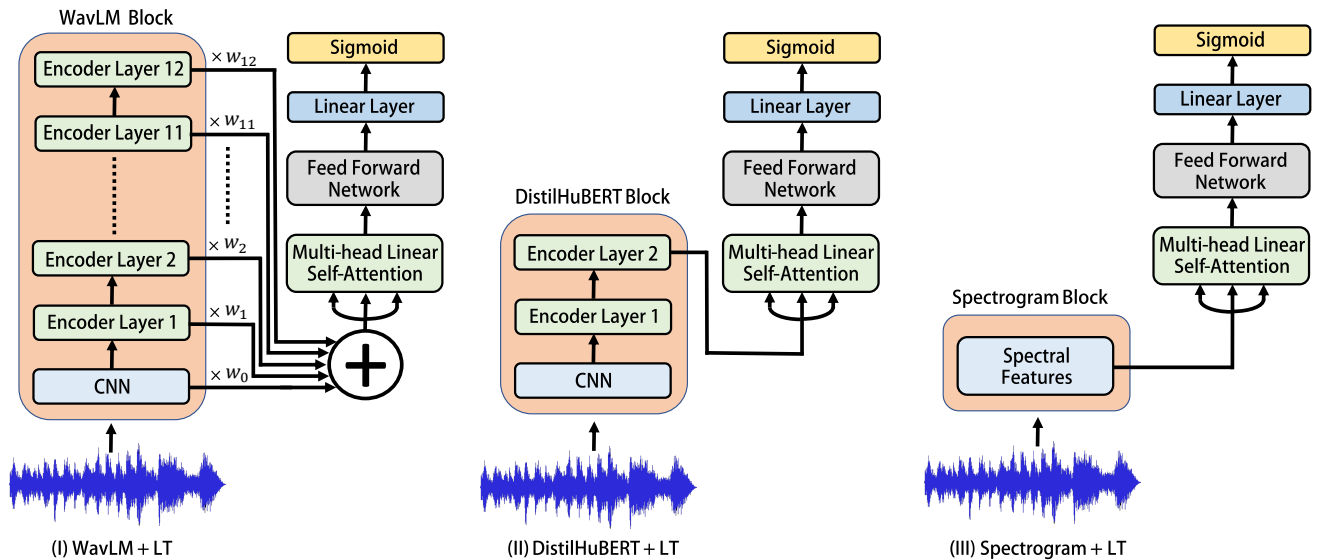 WavLM Block
Encoder Layer 12
× w₁₂
Encoder Layer 11
× w₁₁
Encoder Layer 2
× w₂
Encoder Layer 1
× w₁
CNN
× w₀
Sigmoid
Linear Layer
Feed Forward
Network
Multi-head Linear
Self-Attention
+
(I) WavLM + LT
DistilHuBERT Block
Encoder Layer 2
Encoder Layer 1
CNN
Sigmoid
Linear Layer
Feed Forward
Network
Multi-head Linear
Self-Attention
(II) DistilHuBERT + LT
Spectrogram Block
Spectral
Features
Sigmoid
Linear Layer
Feed Forward
Network
Multi-head Linear
Self-Attention
(III) Spectrogram + LT